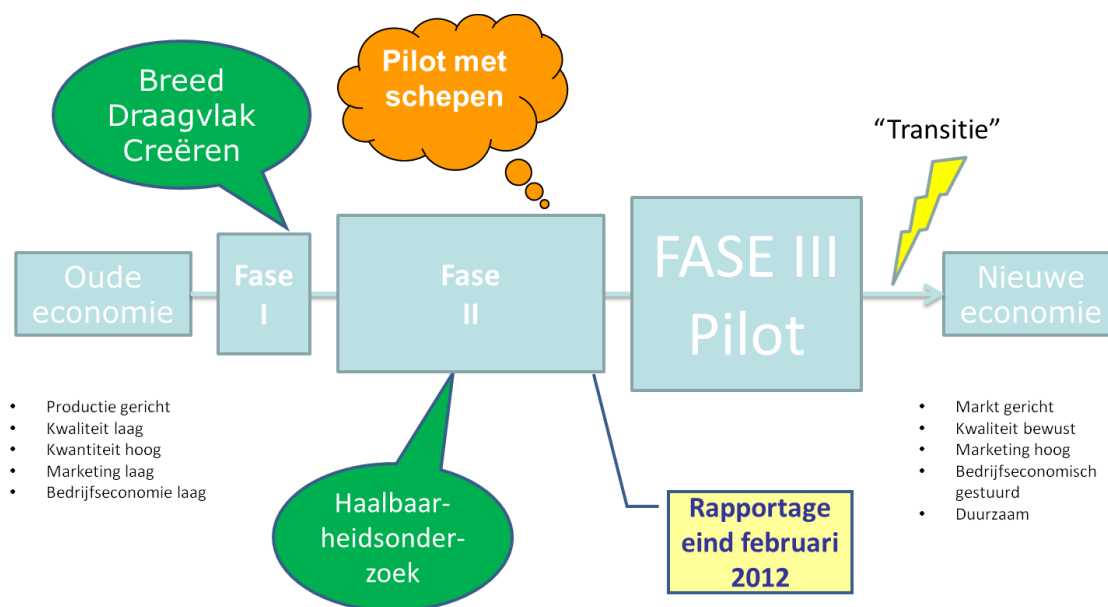 Breed
Draagvlak
Creëren
Pilot met
schepen
“Transitie”
Oude
economie
Fase
I
Fase
II
FASE III
Pilot
Nieuwe
economie
• Productie gericht
• Kwaliteit laag
• Kwantiteit hoog
• Marketing laag
• Bedrijfseconomie laag
• Markt gericht
• Kwaliteit bewust
• Marketing hoog
• Bedrijfseconomisch
gestuurd
• Duurzaam
Haalbaar-
heidsonder-
zoek
Rapportage
eind februari
2012